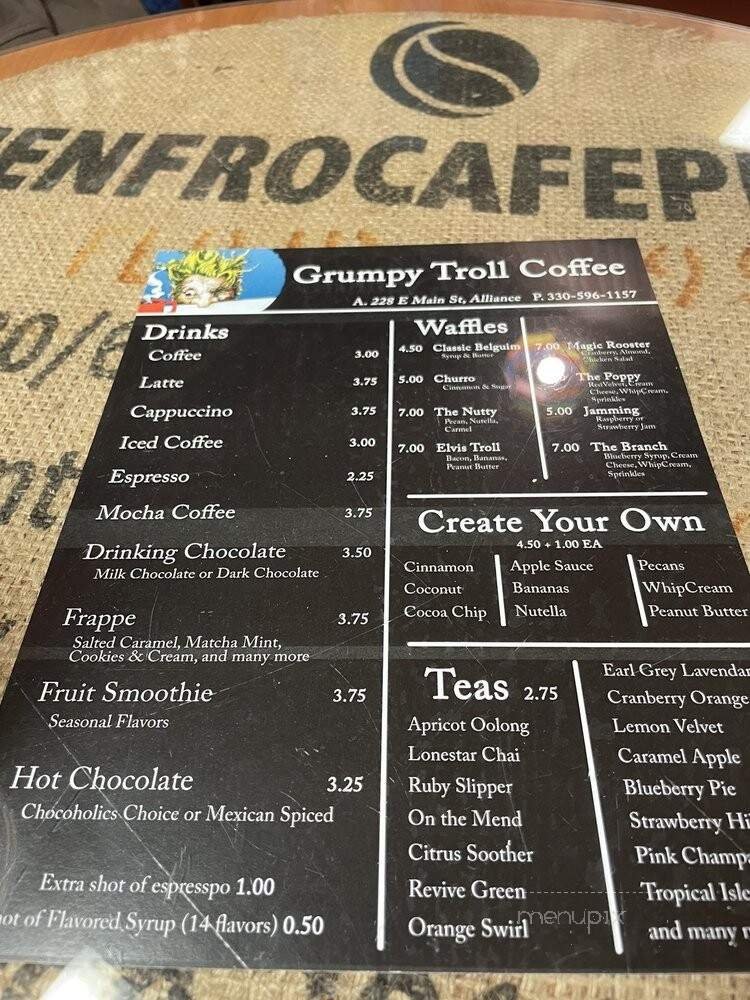 ENFROCAFEP
Grumpy Troll Coffee
A. 228 E Main St, Alliance P. 330-596-1157
Drinks
Coffee 3.00
Latte 3.75
Cappuccino 3.75
Iced Coffee 3.00
Espresso 2.25
Mocha Coffee 3.75
Drinking Chocolate 3.50
Milk Chocolate or Dark Chocolate
Frappe 3.75
Salted Caramel, Matcha Mint,
Cookies & Cream, and many more
Fruit Smoothie 3.75
Seasonal Flavors
Hot Chocolate 3.25
Chocoholics Choice or Mexican Spiced
Extra shot of espresspo 1.00
of Flavored Syrup (14 flavors) 0.50
Waffles
4.50 Classic Belguim
Syrup & Butter
5.00 Churro
Cinnamon & Sugar
7.00 The Nutty
Pecan, Nutella,
Carmel
7.00 Elvis Troll
Bacon, Bananas,
Peanut Butter
7.00 Magic Rooster
Cranberry, Almond,
Chicken Salad
The Poppy
RedVelvet, Cream
Cheese, WhipCream,
Sprinkles
5.00 Jamming
Raspberry or
Strawberry Jam
7.00 The Branch
Blueberry Syrup, Cream
Cheese, WhipCream,
Sprinkles
Create Your Own
4.50 + 1.00 EA
Cinnamon
Coconut
Cocoa Chip
Apple Sauce
Bananas
Nutella
Pecans
WhipCream
Peanut Butter
Teas 2.75
Apricot Oolong
Lonestar Chai
Ruby Slipper
On the Mend
Citrus Soother
Revive Green
Orange Swirl
Earl Grey Lavendar
Cranberry Orange
Lemon Velvet
Caramel Apple
Blueberry Pie
Strawberry Hi
Pink Champa
Tropical Isle
and many
menupix